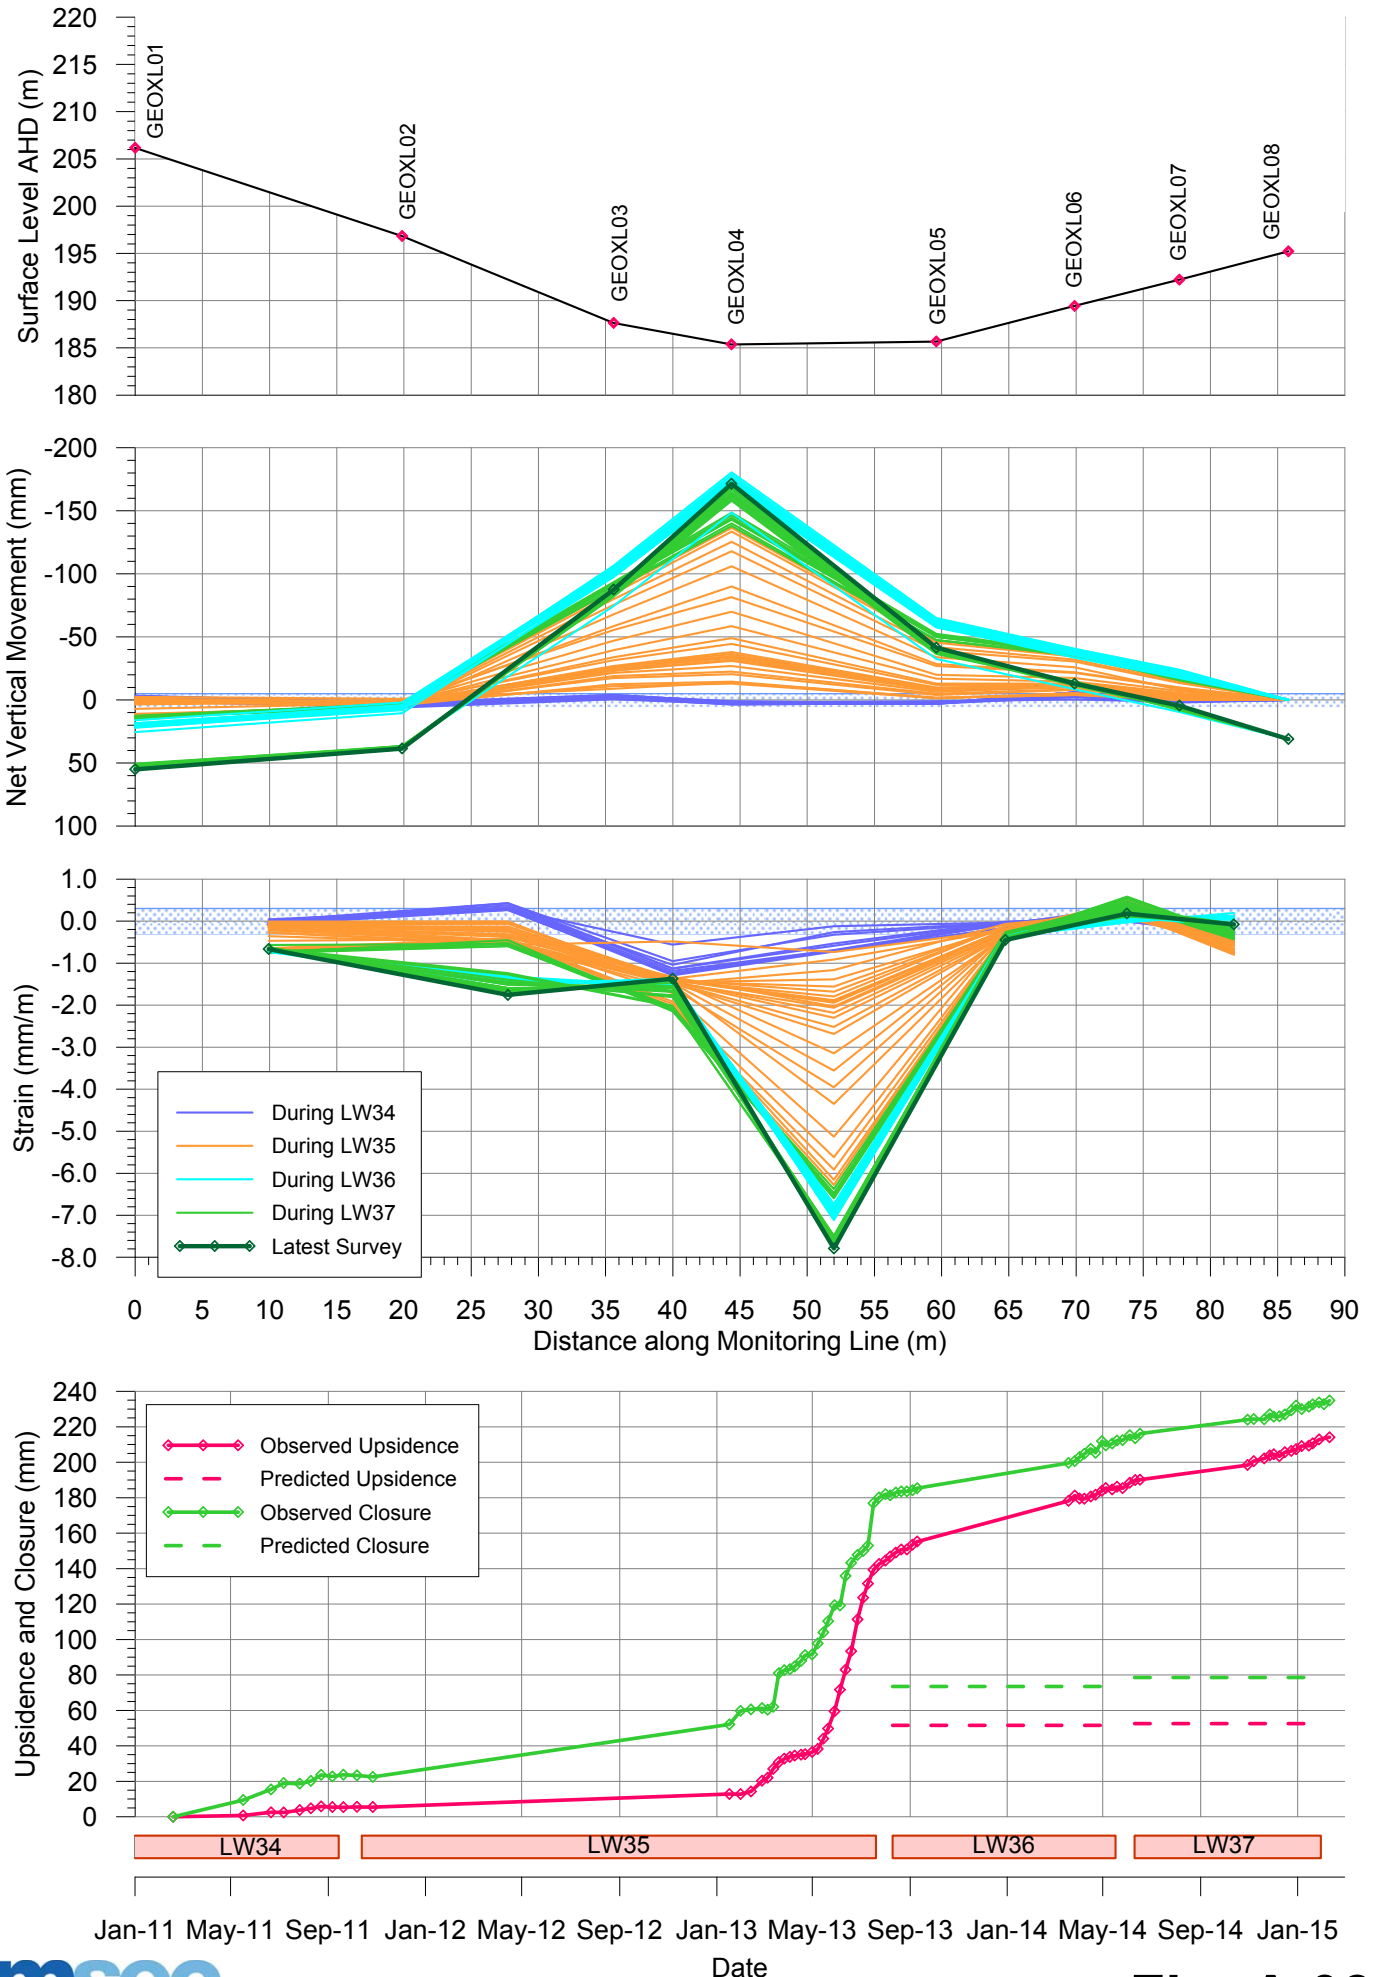 220
215
210
205
200
195
190
185
180
Surface Level AHD (m)
GEOXL01
GEOXL02
GEOXL03
GEOXL04
GEOXL05
GEOXL06
GEOXL07
GEOXL08
-200
-150
-100
-50
0
50
100
Net Vertical Movement (mm)
1.0
0.0
-1.0
-2.0
-3.0
-4.0
-5.0
-6.0
-7.0
-8.0
Strain (mm/m)
During LW34
During LW35
During LW36
During LW37
Latest Survey
0 5 10 15 20 25 30 35 40 45 50 55 60 65 70 75 80 85 90
Distance along Monitoring Line (m)
240
220
200
180
160
140
120
100
80
60
40
20
0
Upsidence and Closure (mm)
Observed Upsidence
Predicted Upsidence
Observed Closure
Predicted Closure
LW34 LW35 LW36 LW37
Jan-11 May-11 Sep-11 Jan-12 May-12 Sep-12 Jan-13 May-13 Sep-13 Jan-14 May-14 Sep-14 Jan-15
Date